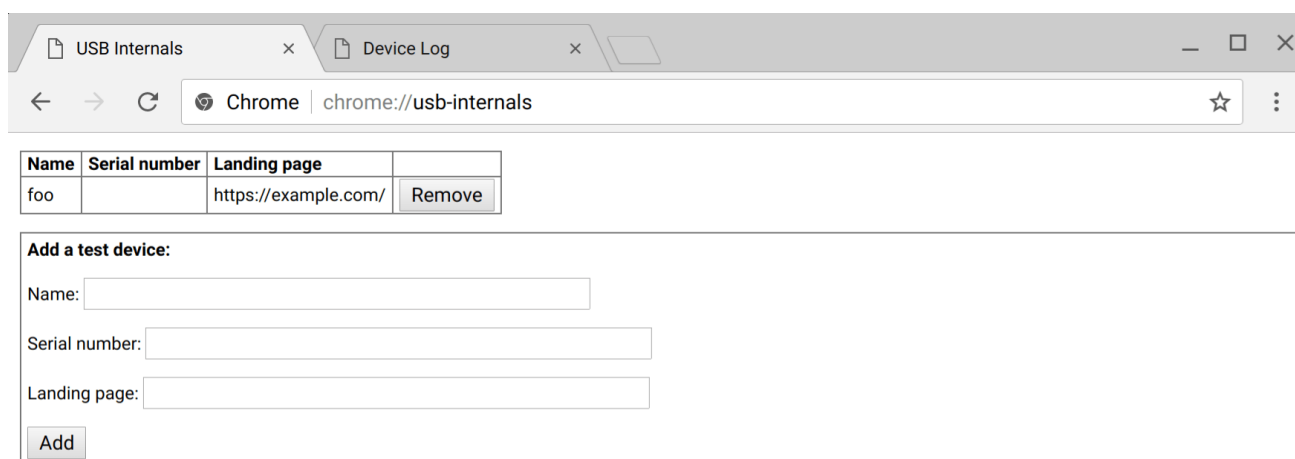 USB Internals Device Log
Chrome chrome://usb-internals
Name Serial number Landing page
foo https://example.com/ Remove
Add a test device:
Name:
Serial number:
Landing page:
Add